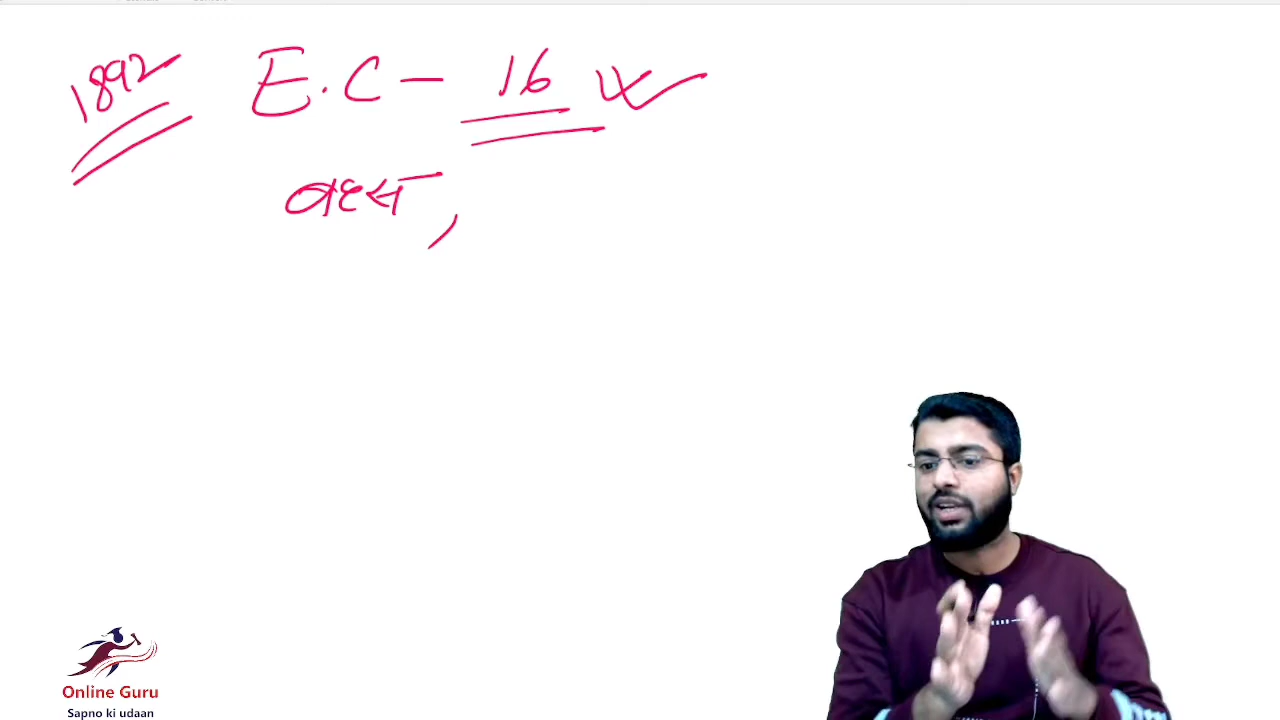 1892 E.C - 16
बहस,
Online Guru
Sapno ki udaan